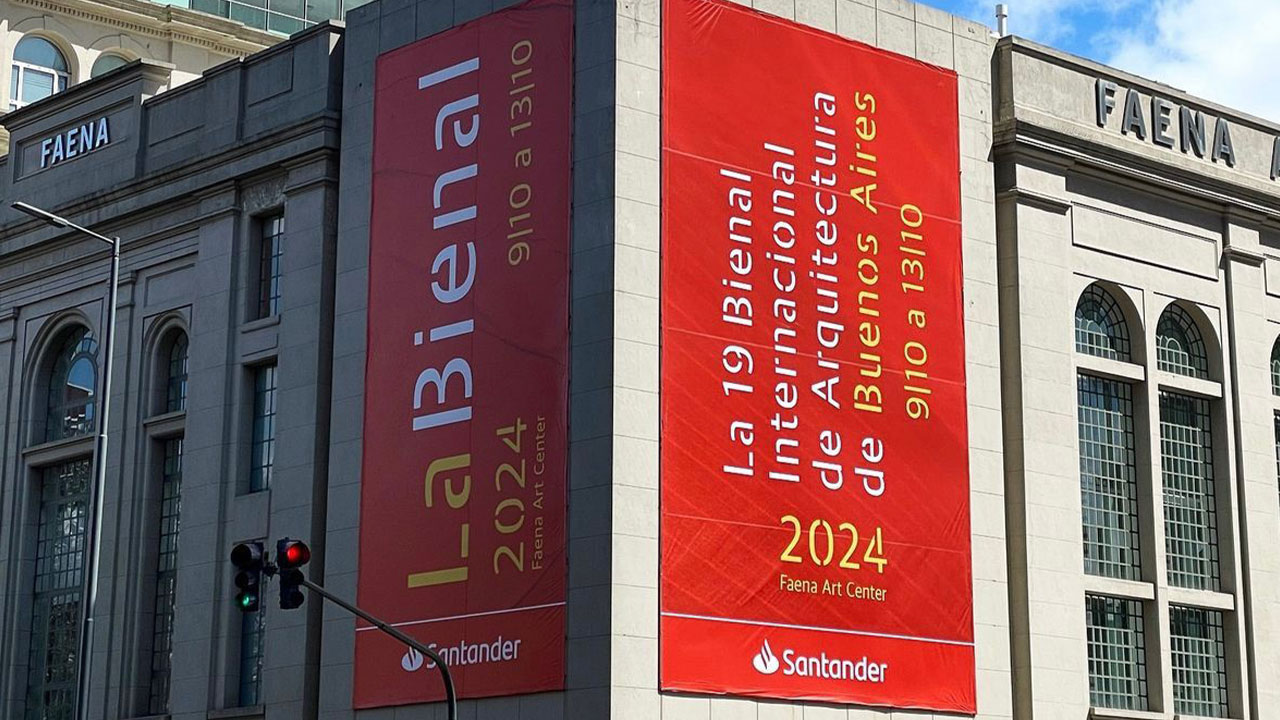 FAENA
La Bienal
9|10 a 13|10
2024
Faena Art Center
Santander
La 19 Bienal
Internacional
de Arquitectura
de Buenos Aires
9|10 a 13|10
2024
Faena Art Center
Santander
FAENA A